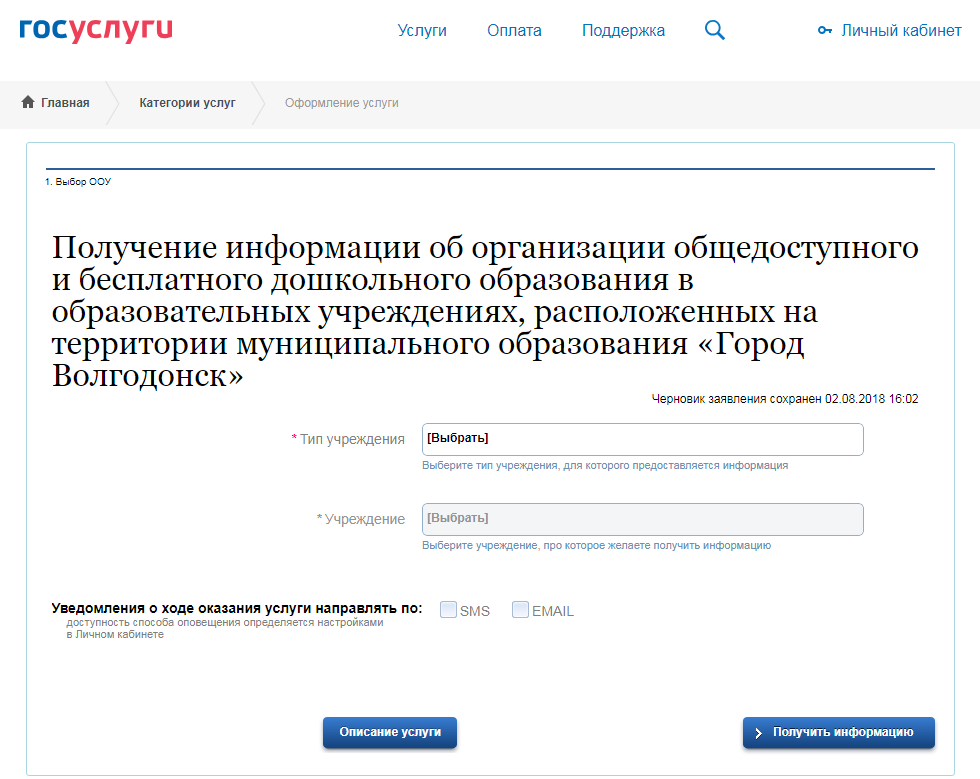 госуслуги
Услуги Оплата Поддержка Личный кабинет
Главная Категории услуг Оформление услуги
1. Выбор ООУ
Получение информации об организации общедоступного
и бесплатного дошкольного образования в
образовательных учреждениях, расположенных на
территории муниципального образования «Город
Волгодонск»
Черновик заявления сохранен 02.08.2018 16:02
* Тип учреждения [Выбрать]
Выберите тип учреждения, для которого предоставляется информация
* Учреждение [Выбрать]
Выберите учреждение, про которое желаете получить информацию
Уведомления о ходе оказания услуги направлять по: SMS EMAIL
доступность способа оповещения определяется настройками
в Личном кабинете
Описание услуги Получить информацию